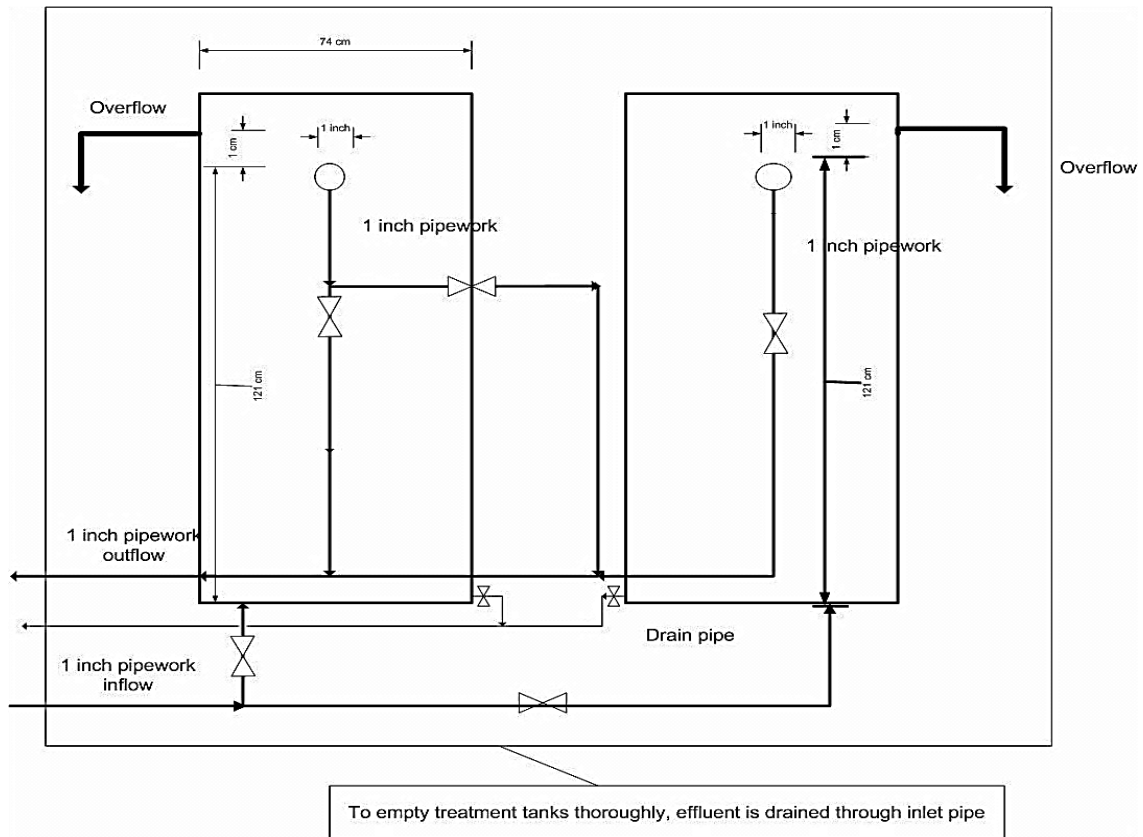 74 cm
Overflow
1 inch
1 cm
1 inch
1 cm
Overflow
1 inch pipework
1 inch pipework
121 cm
121 cm
1 inch pipework
outflow
Drain pipe
1 inch pipework
inflow
To empty treatment tanks thoroughly, effluent is drained through inlet pipe